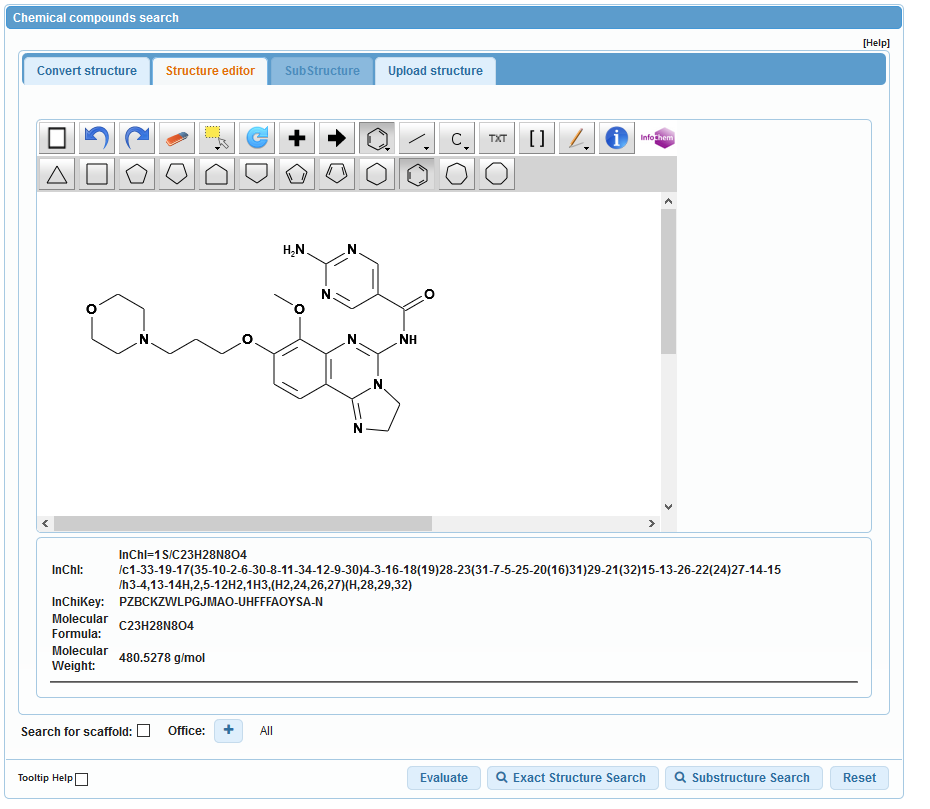 Chemical compounds search
[Help]
Convert structure Structure editor SubStructure Upload structure
C TXT [ ] i InfoChem
H2N N
N O
O O NH
N O N
N
N
InChI=1S/C23H28N8O4
InChI: /c1-33-19-17(35-10-2-6-30-8-11-34-12-9-30)4-3-16-18(19)28-23(31-7-5-25-20(16)31)29-21(32)15-13-26-22(24)27-14-15
/h3-4,13-14H,2,5-12H2,1H3,(H2,24,26,27)(H,28,29,32)
InChiKey: PZBCKZWLPGJMAO-UHFFFAOYSA-N
Molecular
Formula: C23H28N8O4
Molecular
Weight: 480.5278 g/mol
Search for scaffold: Office: + All
Tooltip Help Evaluate Exact Structure Search Substructure Search Reset